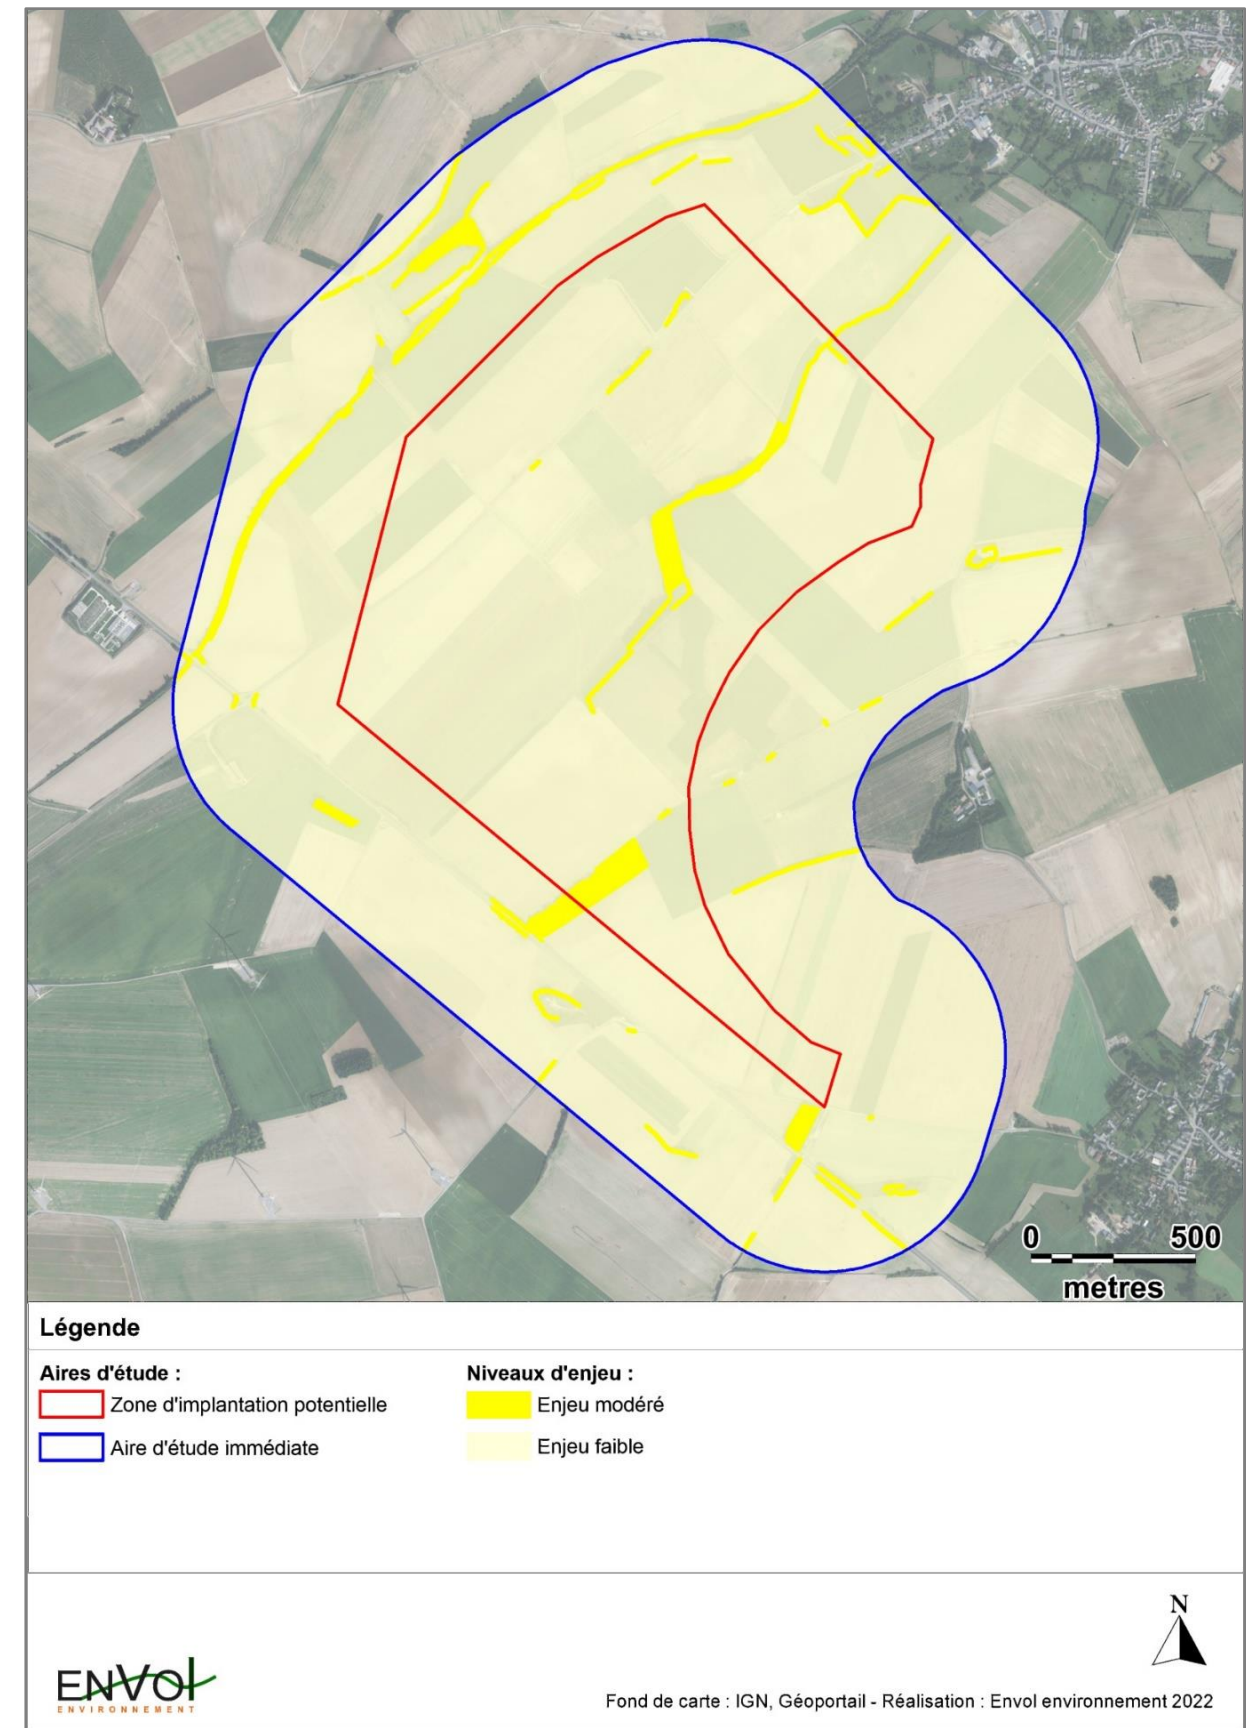 0 500
metres
Légende
Aires d'étude :
Zone d'implantation potentielle
Aire d'étude immédiate
Niveaux d'enjeu :
Enjeu modéré
Enjeu faible
N
ENVOl
ENVIRONNEMENT
Fond de carte : IGN, Géoportail - Réalisation : Envol environnement 2022